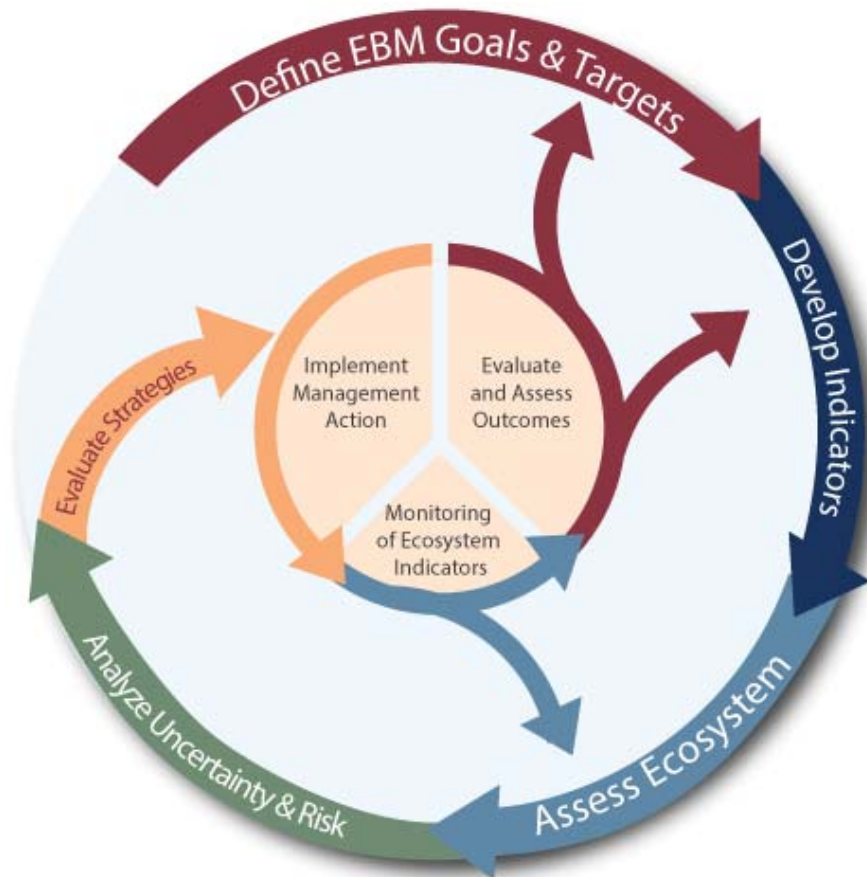 Define EBM Goals & Targets
Develop Indicators
Assess Ecosystem
Analyze Uncertainty & Risk
Evaluate Strategies
Implement
Management
Action
Evaluate
and Assess
Outcomes
Monitoring
of Ecosystem
Indicators